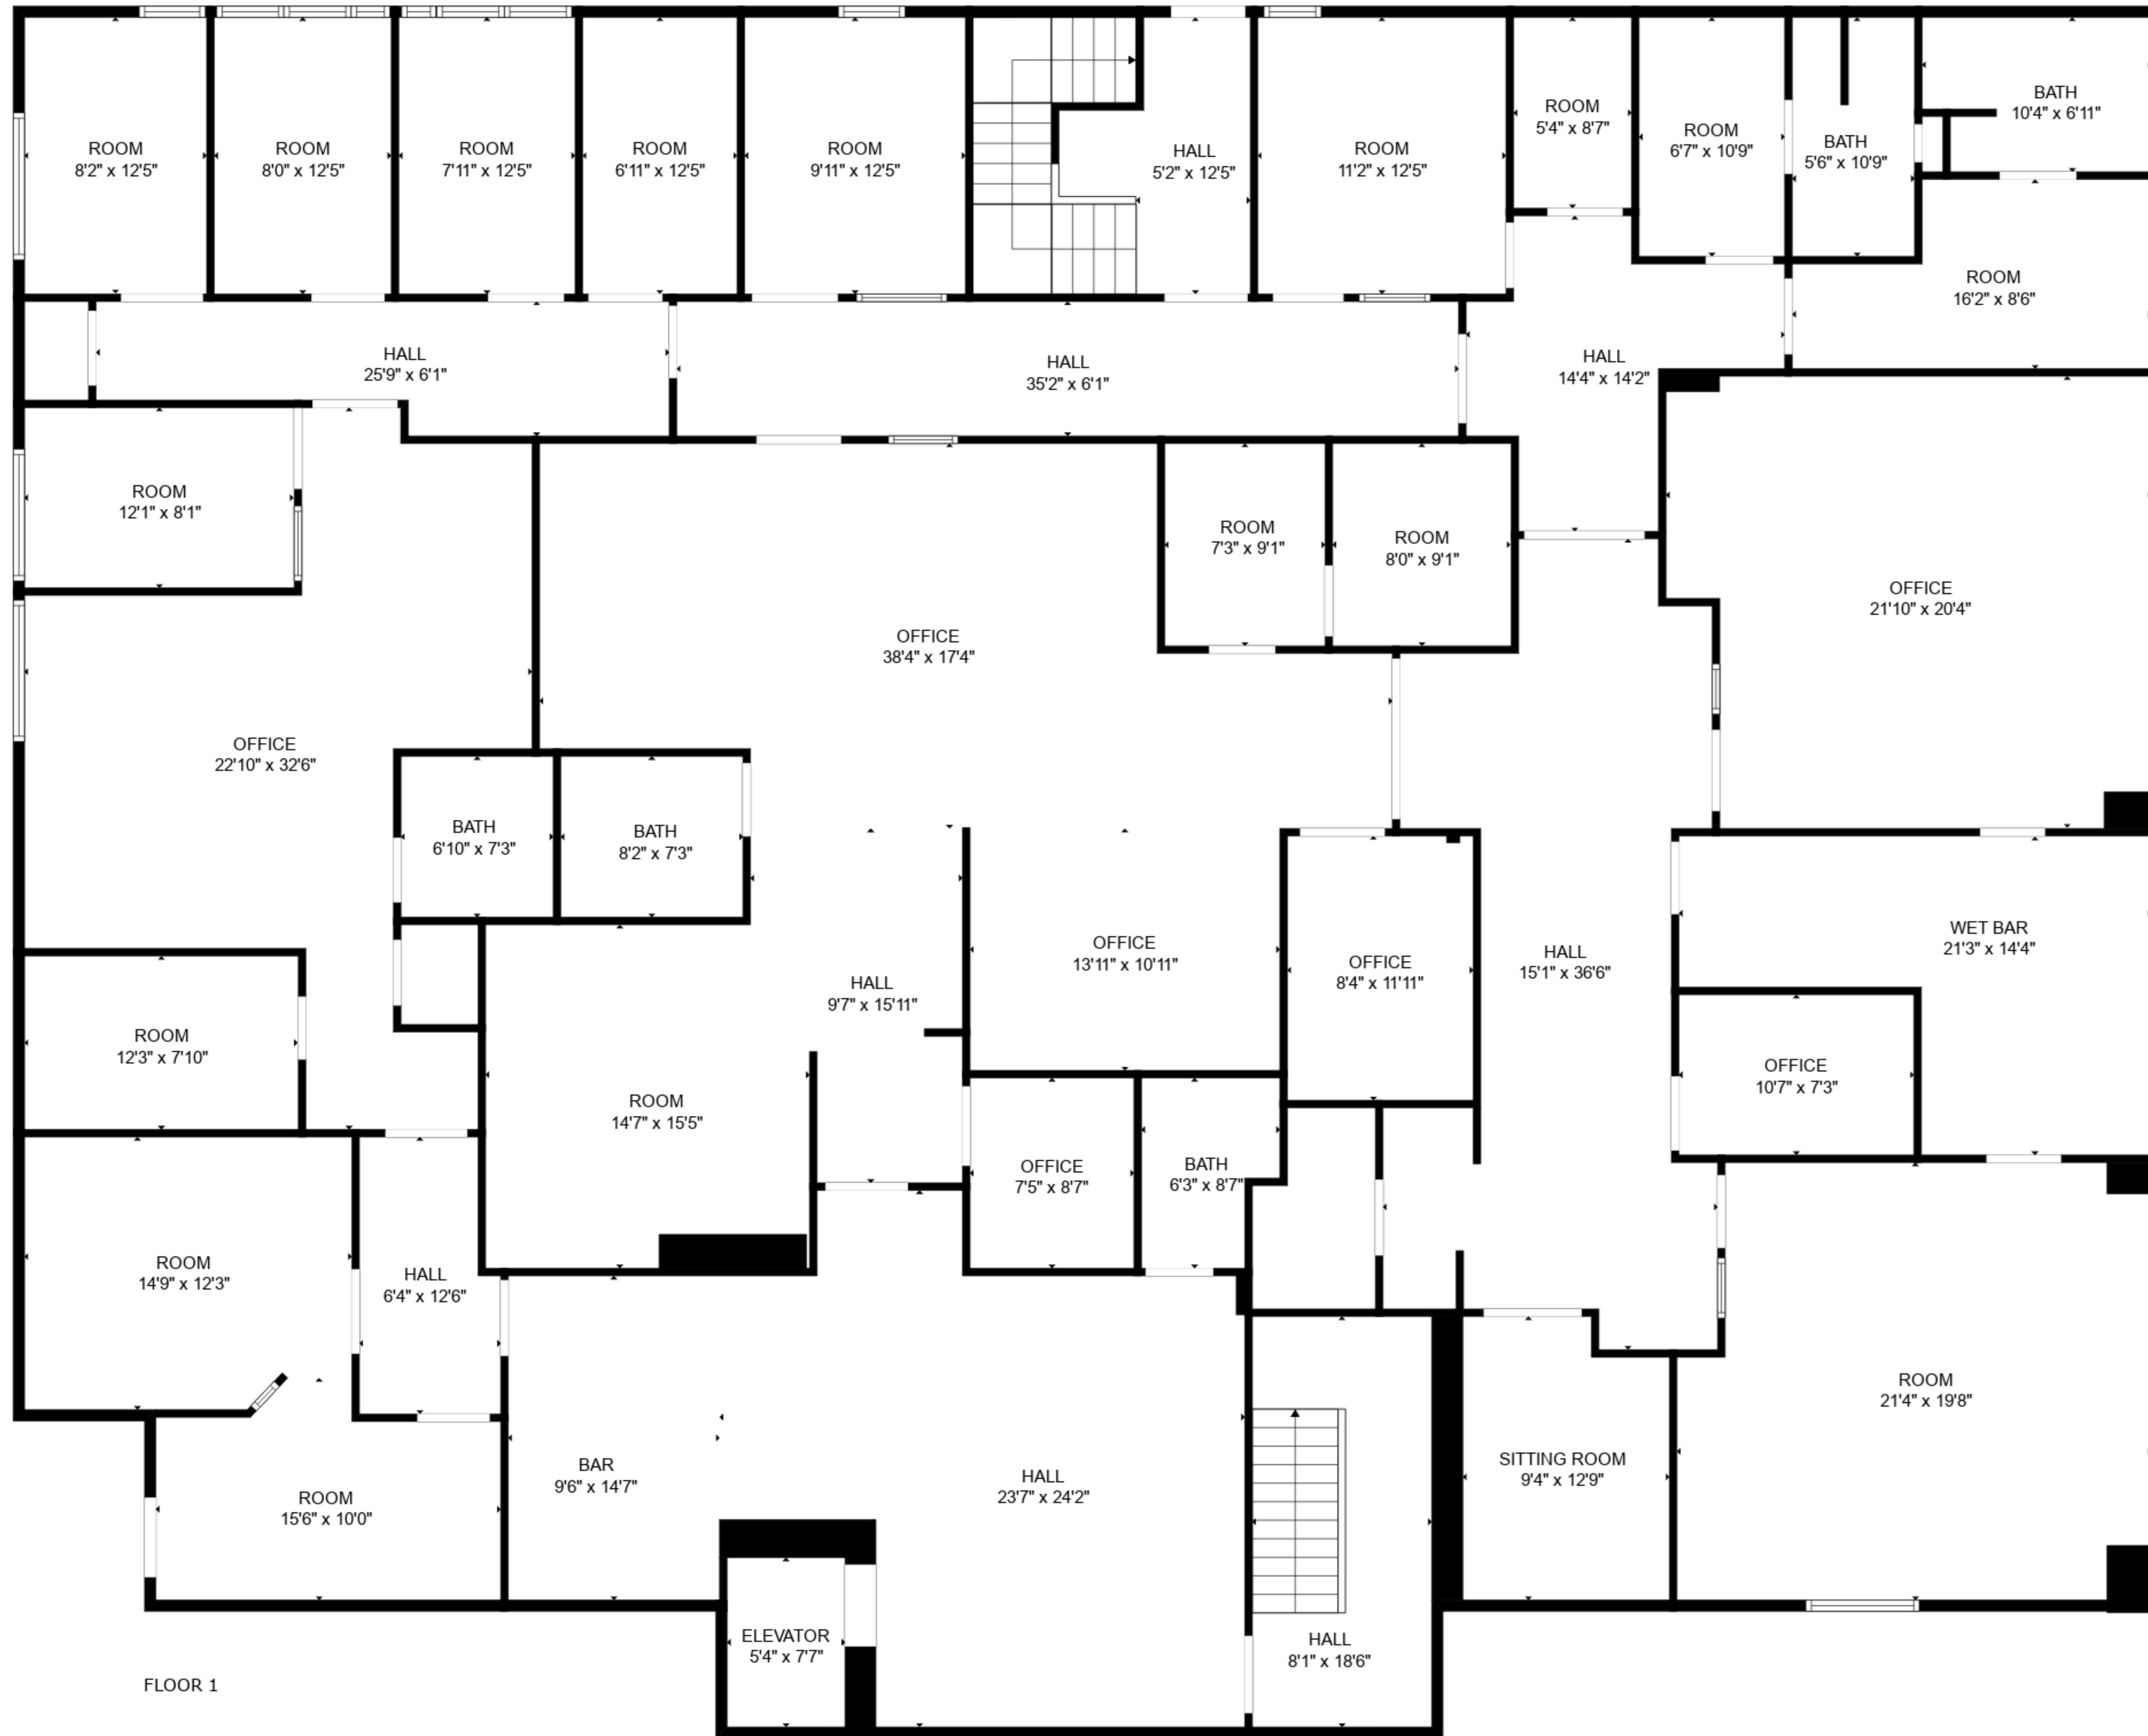 ROOM
8'2" x 12'5"
ROOM
8'0" x 12'5"
ROOM
7'11" x 12'5"
ROOM
6'11" x 12'5"
ROOM
9'11" x 12'5"
HALL
5'2" x 12'5"
ROOM
11'2" x 12'5"
ROOM
5'4" x 8'7"
ROOM
6'7" x 10'9"
BATH
5'6" x 10'9"
BATH
10'4" x 6'11"
ROOM
16'2" x 8'6"
HALL
25'9" x 6'1"
HALL
35'2" x 6'1"
HALL
14'4" x 14'2"
ROOM
12'1" x 8'1"
ROOM
7'3" x 9'1"
ROOM
8'0" x 9'1"
OFFICE
21'10" x 20'4"
OFFICE
38'4" x 17'4"
OFFICE
22'10" x 32'6"
BATH
6'10" x 7'3"
BATH
8'2" x 7'3"
HALL
9'7" x 15'11"
OFFICE
13'11" x 10'11"
OFFICE
8'4" x 11'11"
HALL
15'1" x 36'6"
WET BAR
21'3" x 14'4"
ROOM
12'3" x 7'10"
OFFICE
10'7" x 7'3"
ROOM
14'7" x 15'5"
OFFICE
7'5" x 8'7"
BATH
6'3" x 8'7"
ROOM
14'9" x 12'3"
HALL
6'4" x 12'6"
ROOM
21'4" x 19'8"
BAR
9'6" x 14'7"
HALL
23'7" x 24'2"
SITTING ROOM
9'4" x 12'9"
ROOM
15'6" x 10'0"
ELEVATOR
5'4" x 7'7"
HALL
8'1" x 18'6"
FLOOR 1